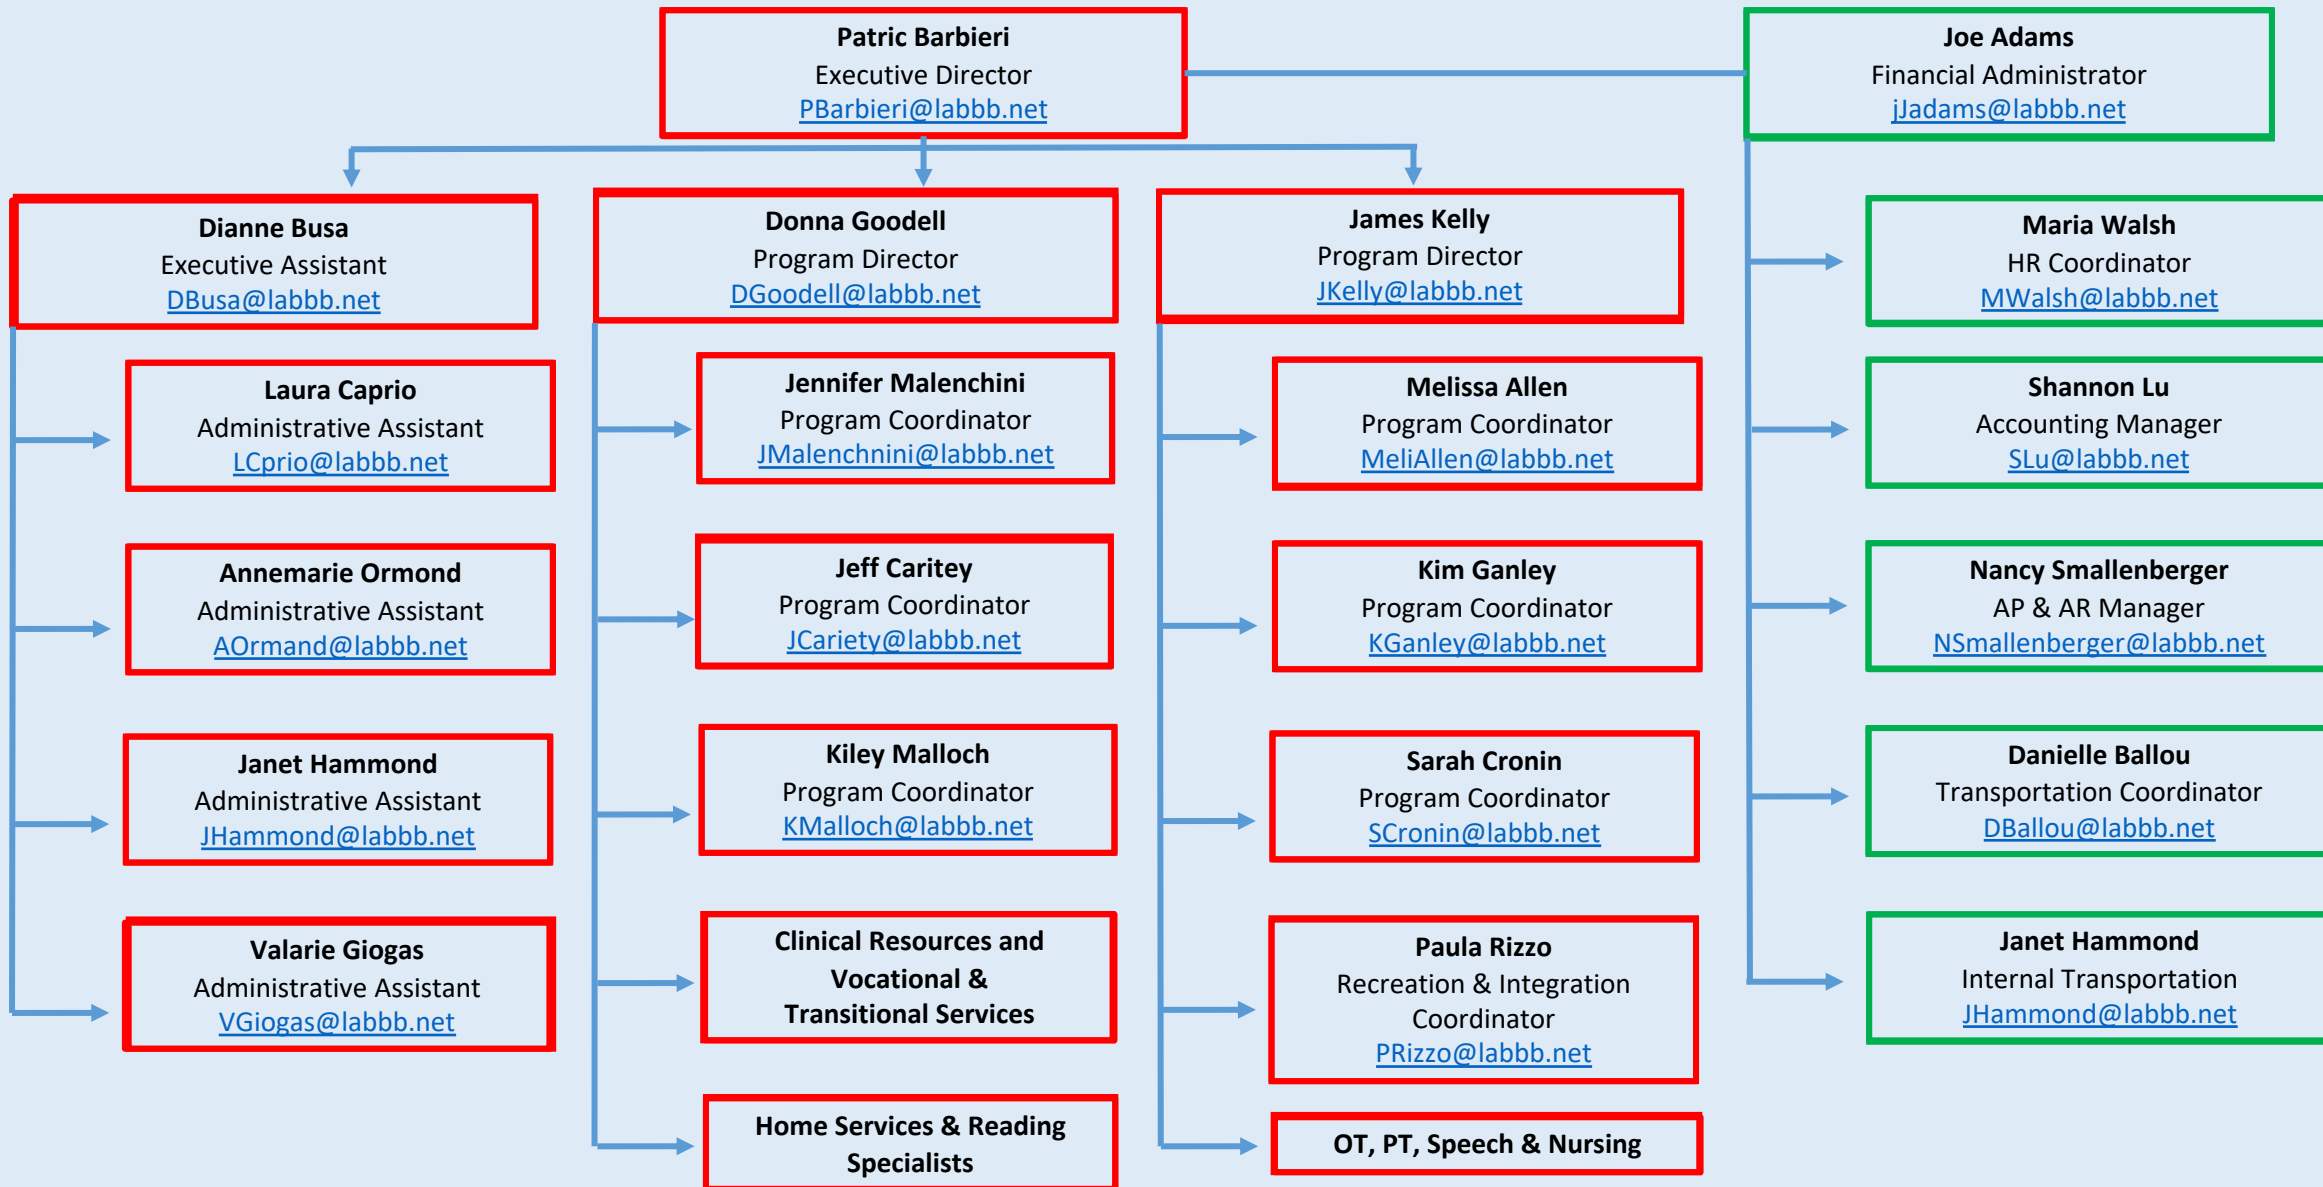 Patric Barbieri
Executive Director
PBarbieri@labbb.net
Joe Adams
Financial Administrator
jJadams@labbb.net
Dianne Busa
Executive Assistant
DBusa@labbb.net
Laura Caprio
Administrative Assistant
LCprio@labbb.net
Annemarie Ormond
Administrative Assistant
AOrmand@labbb.net
Janet Hammond
Administrative Assistant
JHammond@labbb.net
Valarie Giogas
Administrative Assistant
VGiogas@labbb.net
Donna Goodell
Program Director
DGoodell@labbb.net
Jennifer Malenchini
Program Coordinator
JMalenchnini@labbb.net
Jeff Caritey
Program Coordinator
JCariety@labbb.net
Kiley Malloch
Program Coordinator
KMalloch@labbb.net
Clinical Resources and
Vocational &
Transitional Services
Home Services & Reading
Specialists
James Kelly
Program Director
JKelly@labbb.net
Melissa Allen
Program Coordinator
MeliAllen@labbb.net
Kim Ganley
Program Coordinator
KGanley@labbb.net
Sarah Cronin
Program Coordinator
SCronin@labbb.net
Paula Rizzo
Recreation & Integration
Coordinator
PRizzo@labbb.net
OT, PT, Speech & Nursing
Maria Walsh
HR Coordinator
MWalsh@labbb.net
Shannon Lu
Accounting Manager
SLu@labbb.net
Nancy Smallenberger
AP & AR Manager
NSmallenberger@labbb.net
Danielle Ballou
Transportation Coordinator
DBallou@labbb.net
Janet Hammond
Internal Transportation
JHammond@labbb.net